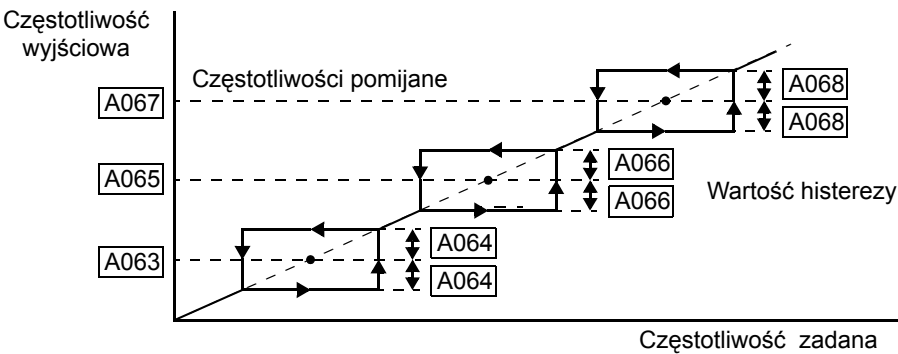 Częstotliwość
wyjściowa
Częstotliwości pomijane
A067
A068
A068
A065
A066
A066
Wartość histerezy
A063
A064
A064
Częstotliwość zadana